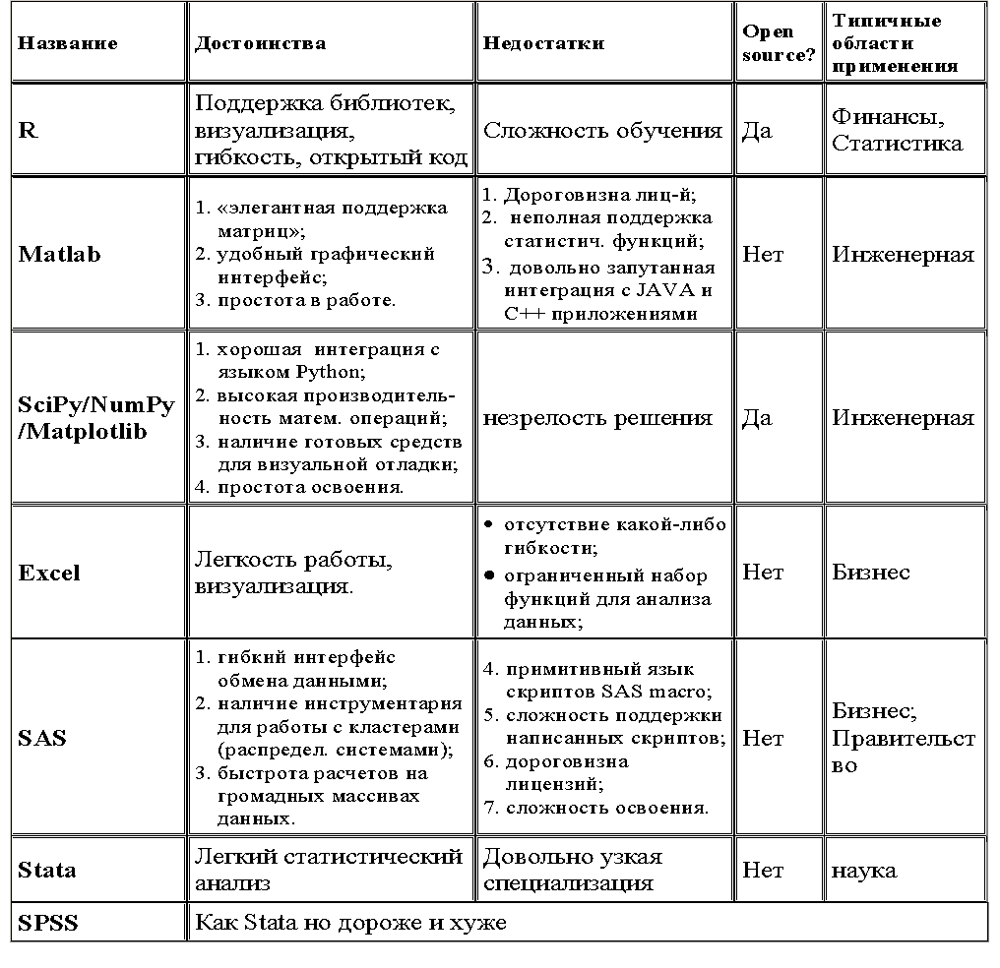 Название
Достоинства
Недостатки
Open
source?
Типичные
области
применения
R
Поддержка библиотек,
визуализация,
гибкость, открытый код
Сложность обучения
Да
Финансы,
Статистика
Matlab
1. «элегантная поддержка
матриц»;
2. удобный графический
интерфейс;
3. простота в работе.
1. Дороговизна лиц-й;
2. неполная поддержка
статистич. функций;
3. довольно запутанная
интеграция с JAVA и
C++ приложениями
Нет
Инженерная
SciPy/NumPy
/Matplotlib
1. хорошая интеграция с
языком Python;
2. высокая производитель-
ность матем. операций;
3. наличие готовых средств
для визуальной отладки;
4. простота освоения.
незрелость решения
Да
Инженерная
Excel
Легкость работы,
визуализация.
• отсутствие какой-либо
гибкости;
• ограниченный набор
функций для анализа
данных;
Нет
Бизнес
SAS
1. гибкий интерфейс
обмена данными;
2. наличие инструментария
для работы с кластерами
(распредел. системами);
3. быстрота расчетов на
громадных массивах
данных.
4. примитивный язык
скриптов SAS macro;
5. сложность поддержки
написанных скриптов;
6. дороговизна
лицензий;
7. сложность освоения.
Нет
Бизнес;
Правительст
во
Stata
Легкий статистический
анализ
Довольно узкая
специализация
Нет
наука
SPSS
Как Stata но дороже и хуже